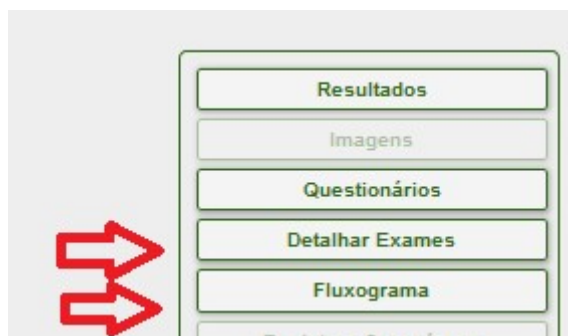 Resultados
Imagens
Questionários
Detalhar Exames
Fluxograma